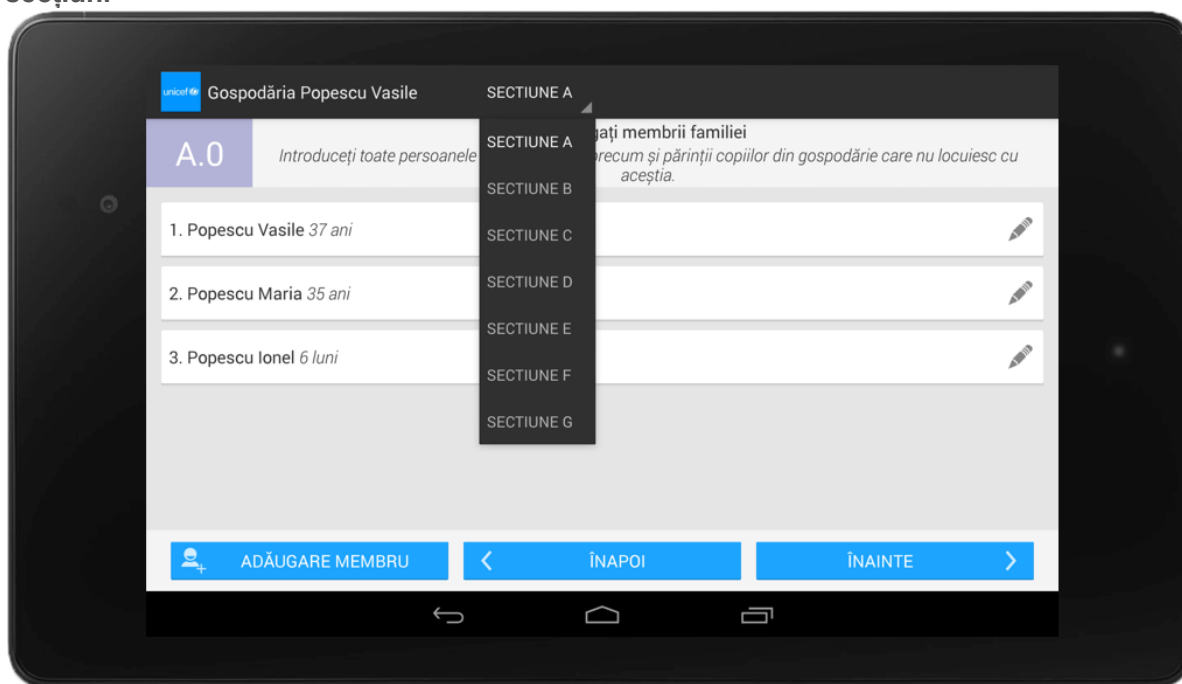 secțiuni
unicef Gospodăria Popescu Vasile SECTIUNE A
A.0
gați membrii familiei
Introduceți toate persoanele precum și părinții copiilor din gospodărie care nu locuiesc cu
aceștia.
SECTIUNE A
SECTIUNE B
SECTIUNE C
SECTIUNE D
SECTIUNE E
SECTIUNE F
SECTIUNE G
1. Popescu Vasile 37 ani
2. Popescu Maria 35 ani
3. Popescu Ionel 6 luni
ADĂUGARE MEMBRU ÎNAPOI ÎNAINTE